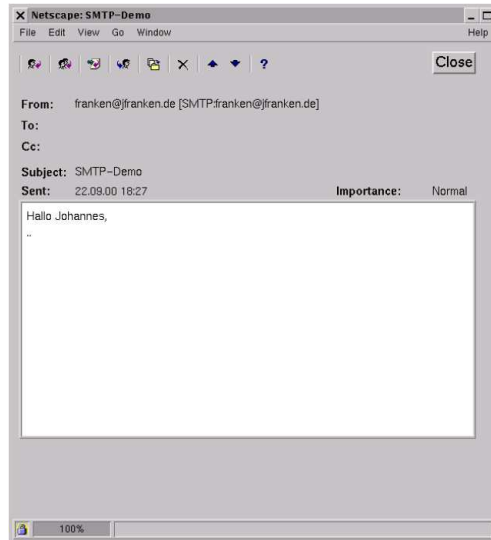 Netscape: SMTP-Demo
File Edit View Go Window Help
? Close
From: franken@jfranken.de [SMTP:franken@jfranken.de]
To:
Cc:
Subject: SMTP-Demo
Sent: 22.09.00 18:27 Importance: Normal
Hallo Johannes,
..
100%